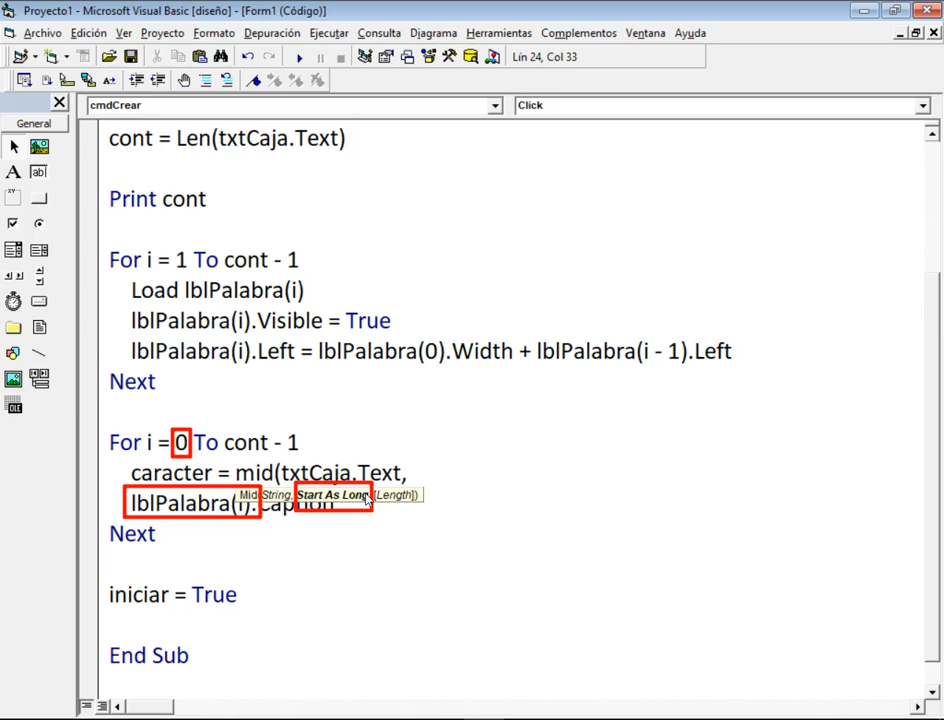 Proyecto1 - Microsoft Visual Basic [diseño] - [Form1 (Código)]
Archivo Edición Ver Proyecto Formato Depuración Ejecutar Consulta Diagrama Herramientas Complementos Ventana Ayuda
Lín 24, Col 33
cmdCrear Click
General
cont = Len(txtCaja.Text)
Print cont
For i = 1 To cont - 1
Load lblPalabra(i)
lblPalabra(i).Visible = True
lblPalabra(i).Left = lblPalabra(0).Width + lblPalabra(i - 1).Left
Next
For i = 0 To cont - 1
caracter = mid(txtCaja.Text,
Mid(String, Start As Long, [Length])
lblPalabra(i).Caption
Next
iniciar = True
End Sub